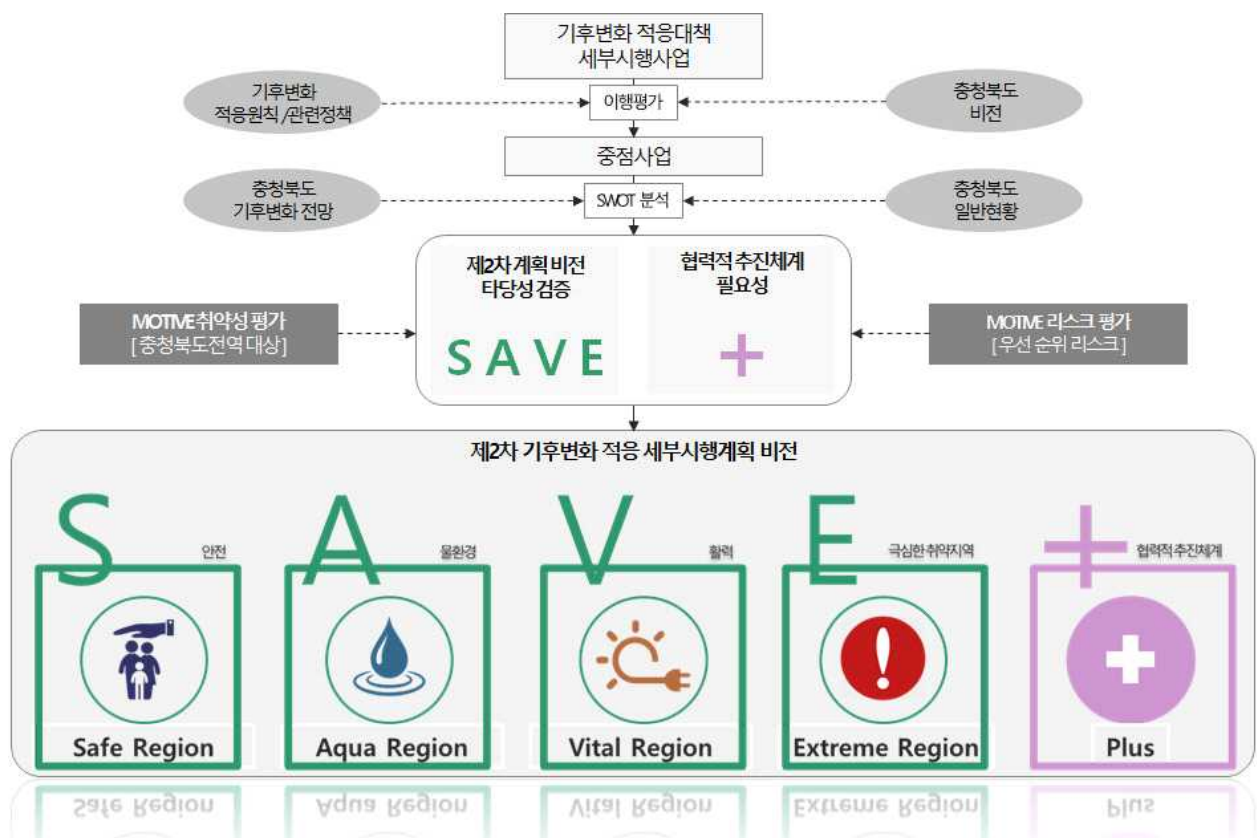 기후변화 적응대책
세부시행사업
기후변화
적응원칙/관련정책
이행평가
충청북도
비전
중점사업
충청북도
기후변화 전망
SWOT 분석
충청북도
일반현황
제2차 계획 비전
타당성 검증
협력적 추진체계
필요성
SAVE
+
MOTIVE 취약성 평가
[충청북도전역 대상]
MOTIVE 리스크 평가
[우선 순위 리스크]
제2차 기후변화 적응 세부시행계획 비전
S
안전
A
물환경
V
활력
E
극심한 취약지역
+
협력적 추진체계
Safe Region
Aqua Region
Vital Region
Extreme Region
Plus